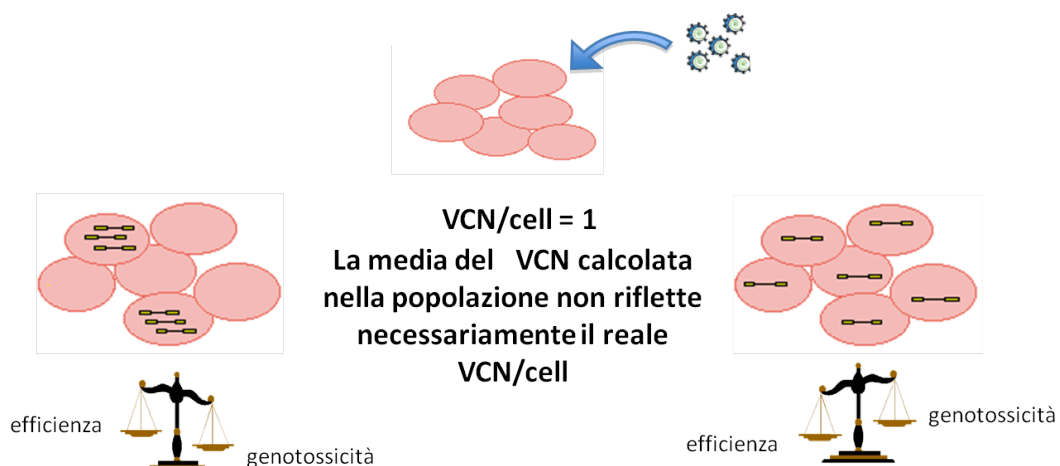 VCN/cell = 1
La media del VCN calcolata
nella popolazione non riflette
necessariamente il reale
VCN/cell
efficienza
genotossicità
genotossicità
efficienza